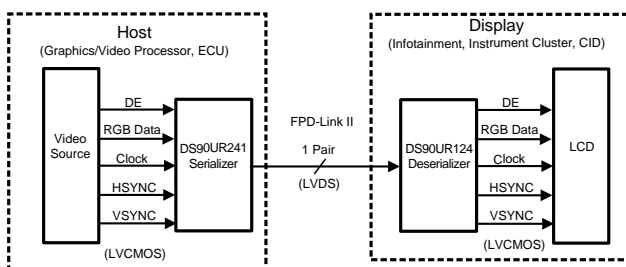 Host
(Graphics/Video Processor, ECU)
Video
Source
DE
RGB Data
Clock
HSYNC
VSYNC
(LVCMOS)
DS90UR241
Serializer
FPD-Link II
1 Pair
(LVDS)
Display
(Infotainment, Instrument Cluster, CID)
DS90UR124
Deserializer
DE
RGB Data
Clock
HSYNC
VSYNC
(LVCMOS)
LCD